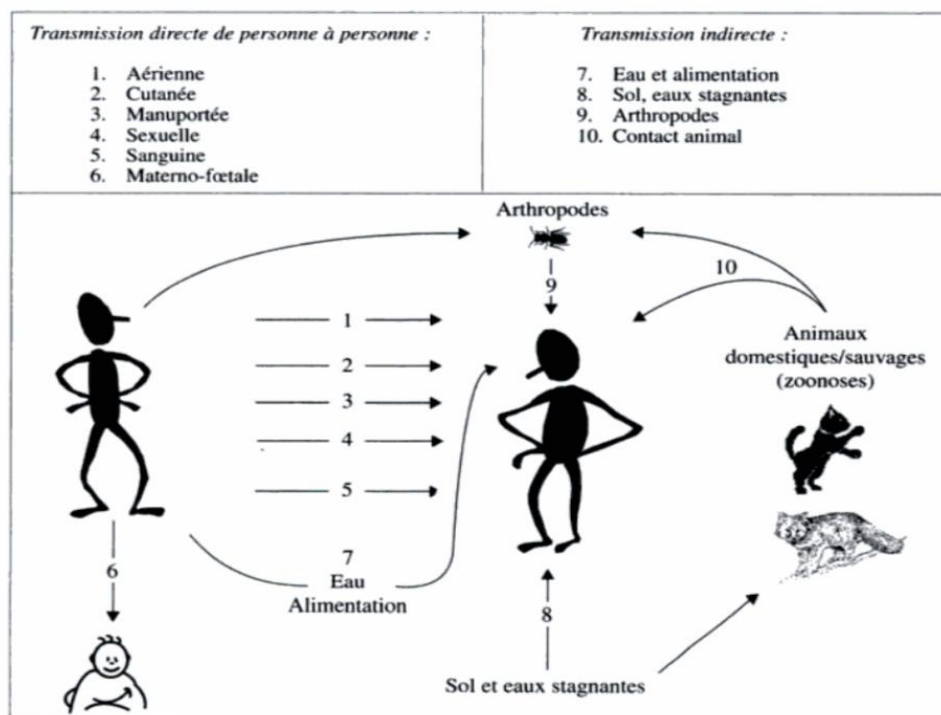 Transmission directe de personne à personne :
1. Aérienne
2. Cutanée
3. Manuportée
4. Sexuelle
5. Sanguine
6. Materno-fœtale
Transmission indirecte :
7. Eau et alimentation
8. Sol, eaux stagnantes
9. Arthropodes
10. Contact animal
Arthropodes
9
10
1
2
3
4
5
Animaux
domestiques/sauvages
(zoonoses)
6
7
Eau
Alimentation
8
Sol et eaux stagnantes